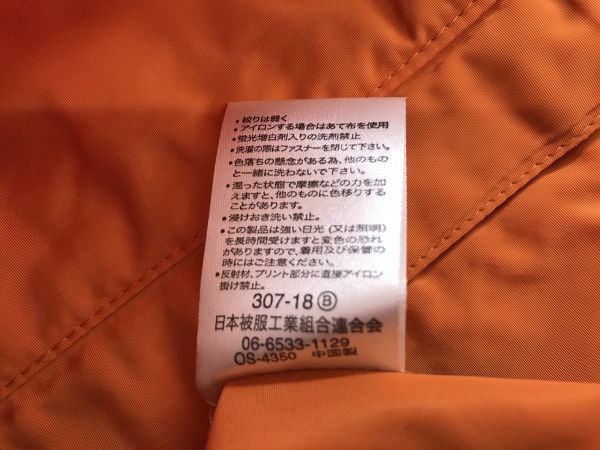 ・絞りは弱く
・アイロンする場合はあて布を使用
・蛍光増白剤入りの洗剤禁止
・洗濯の際はファスナーを閉じて下さい。
・色落ちの懸念がある為、他のもの
と一緒に洗わないで下さい。
・湿った状態で摩擦などの力を加
えますと、他のものに色移りする
ことがあります。
・浸けおき洗い禁止。
・この製品は強い日光(又は照明)
を長時間受けますと変色の恐れ
がありますので、着用及び保管の
時にはご注意ください。
・反射材、プリント部分に直接アイロン
掛け禁止。
307-18 Ⓑ
日本被服工業組合連合会
06-6533-1129
OS-4350 中国製